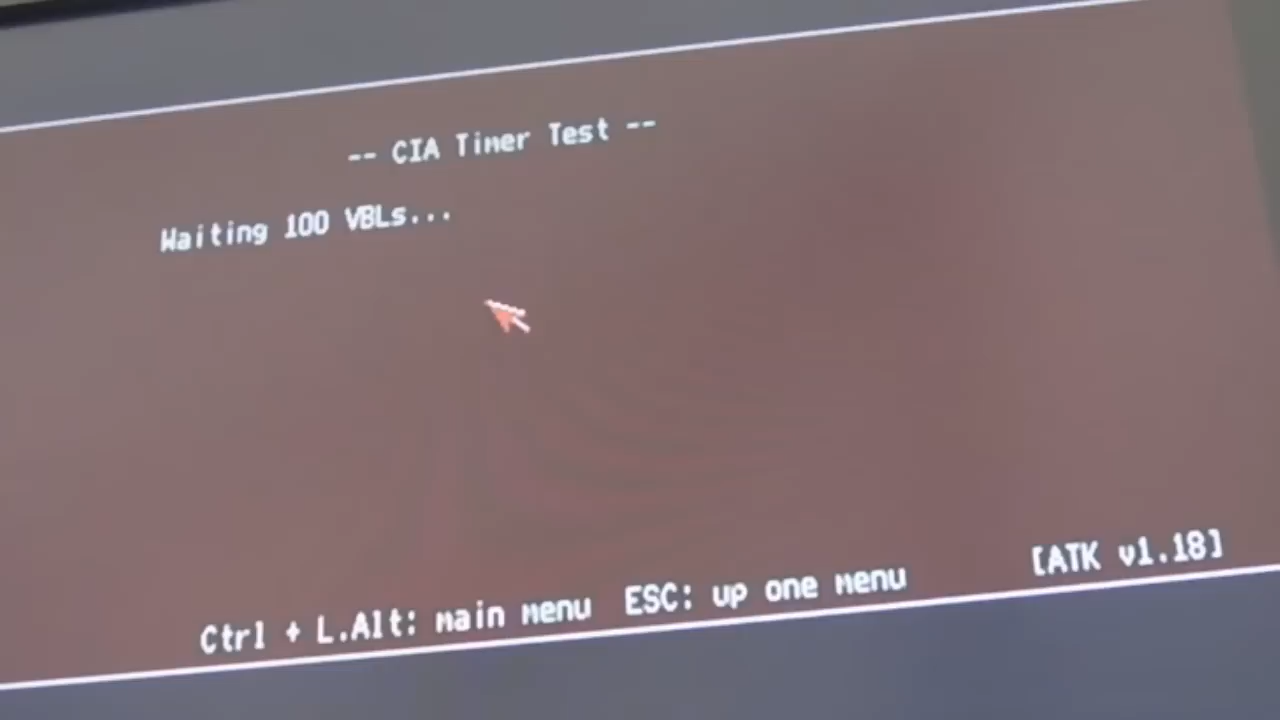 -- CIA Timer Test --
Waiting 100 VBLs...
Ctrl + L.Alt: main menu  ESC: up one menu  [ATK v1.18]